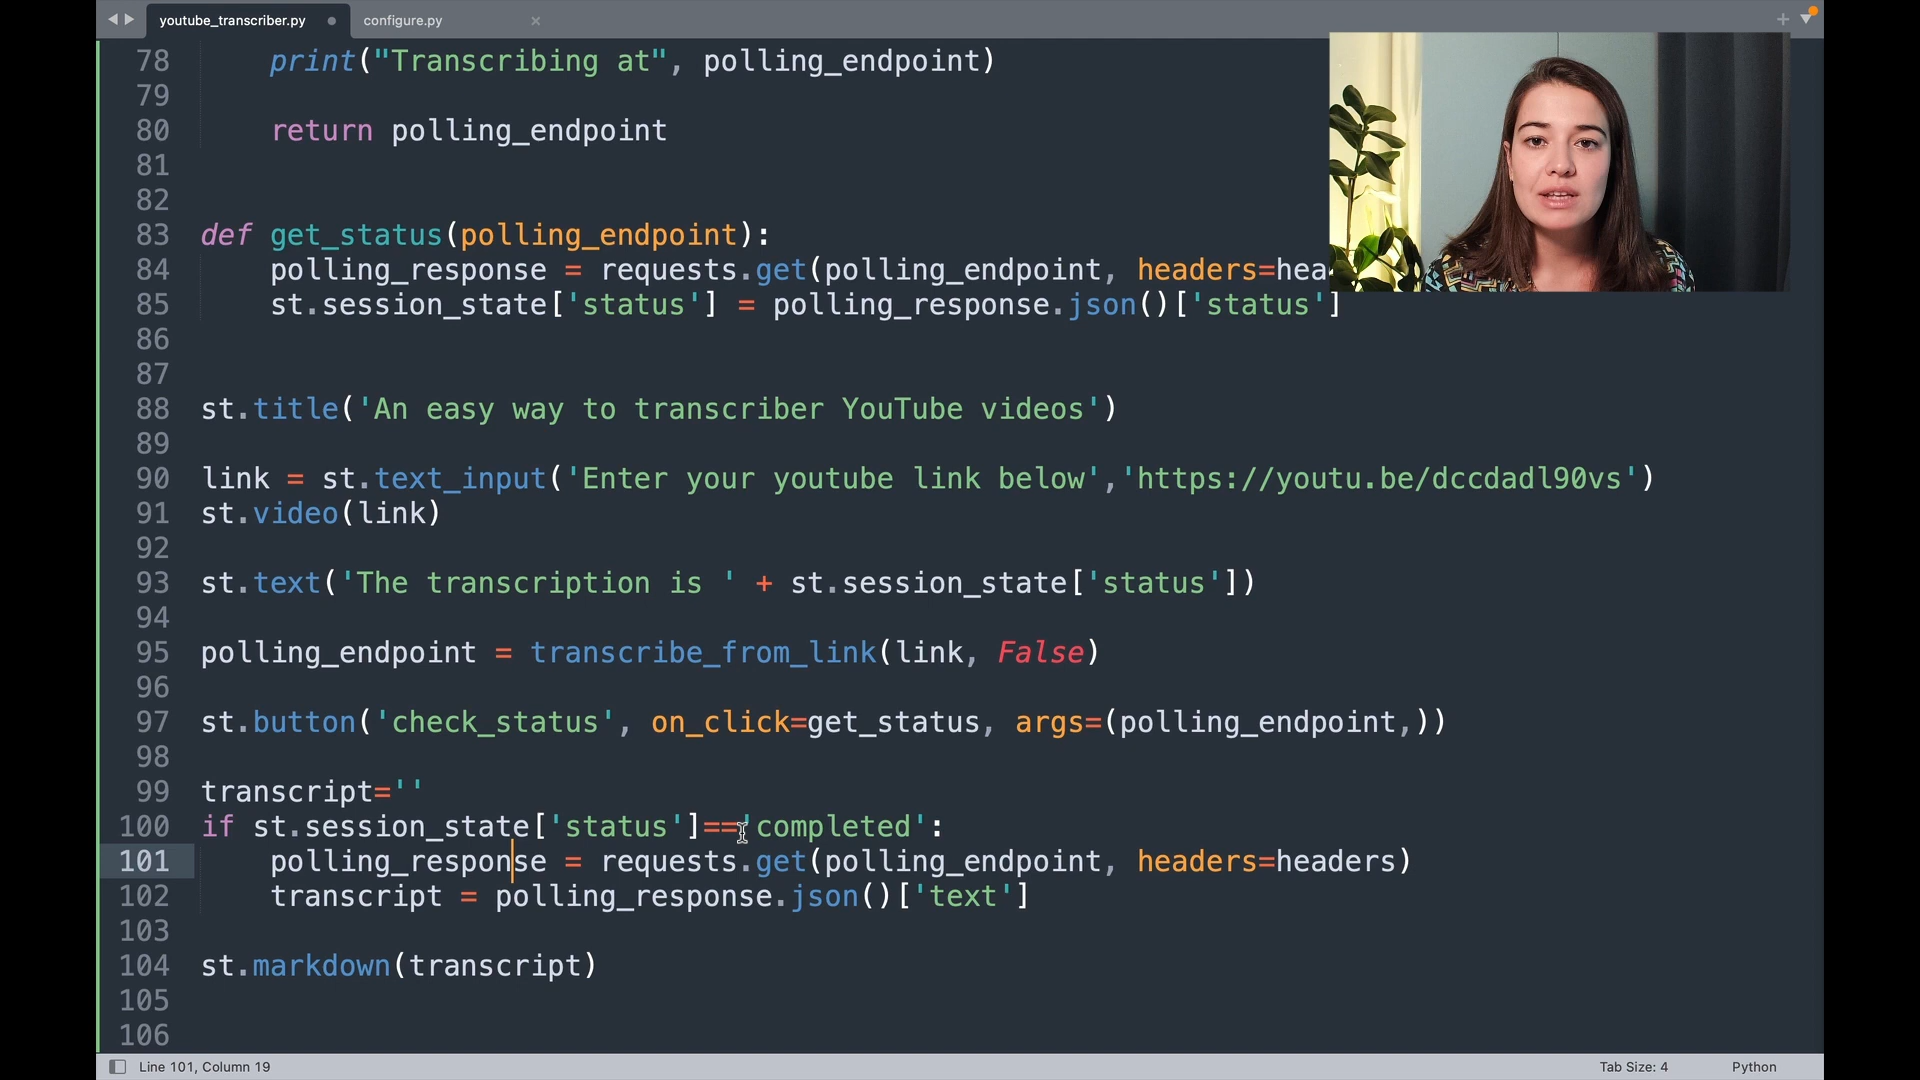 youtube_transcriber.py
configure.py
78 print("Transcribing at", polling_endpoint)
79
80 return polling_endpoint
81
82
83 def get_status(polling_endpoint):
84 polling_response = requests.get(polling_endpoint, headers=hea
85 st.session_state['status'] = polling_response.json()['status']
86
87
88 st.title('An easy way to transcriber YouTube videos')
89
90 link = st.text_input('Enter your youtube link below','https://youtu.be/dccdadl90vs')
91 st.video(link)
92
93 st.text('The transcription is ' + st.session_state['status'])
94
95 polling_endpoint = transcribe_from_link(link, False)
96
97 st.button('check_status', on_click=get_status, args=(polling_endpoint,))
98
99 transcript=''
100 if st.session_state['status']=='completed':
101 polling_response = requests.get(polling_endpoint, headers=headers)
102 transcript = polling_response.json()['text']
103
104 st.markdown(transcript)
105
106
Line 101, Column 19
Tab Size: 4
Python